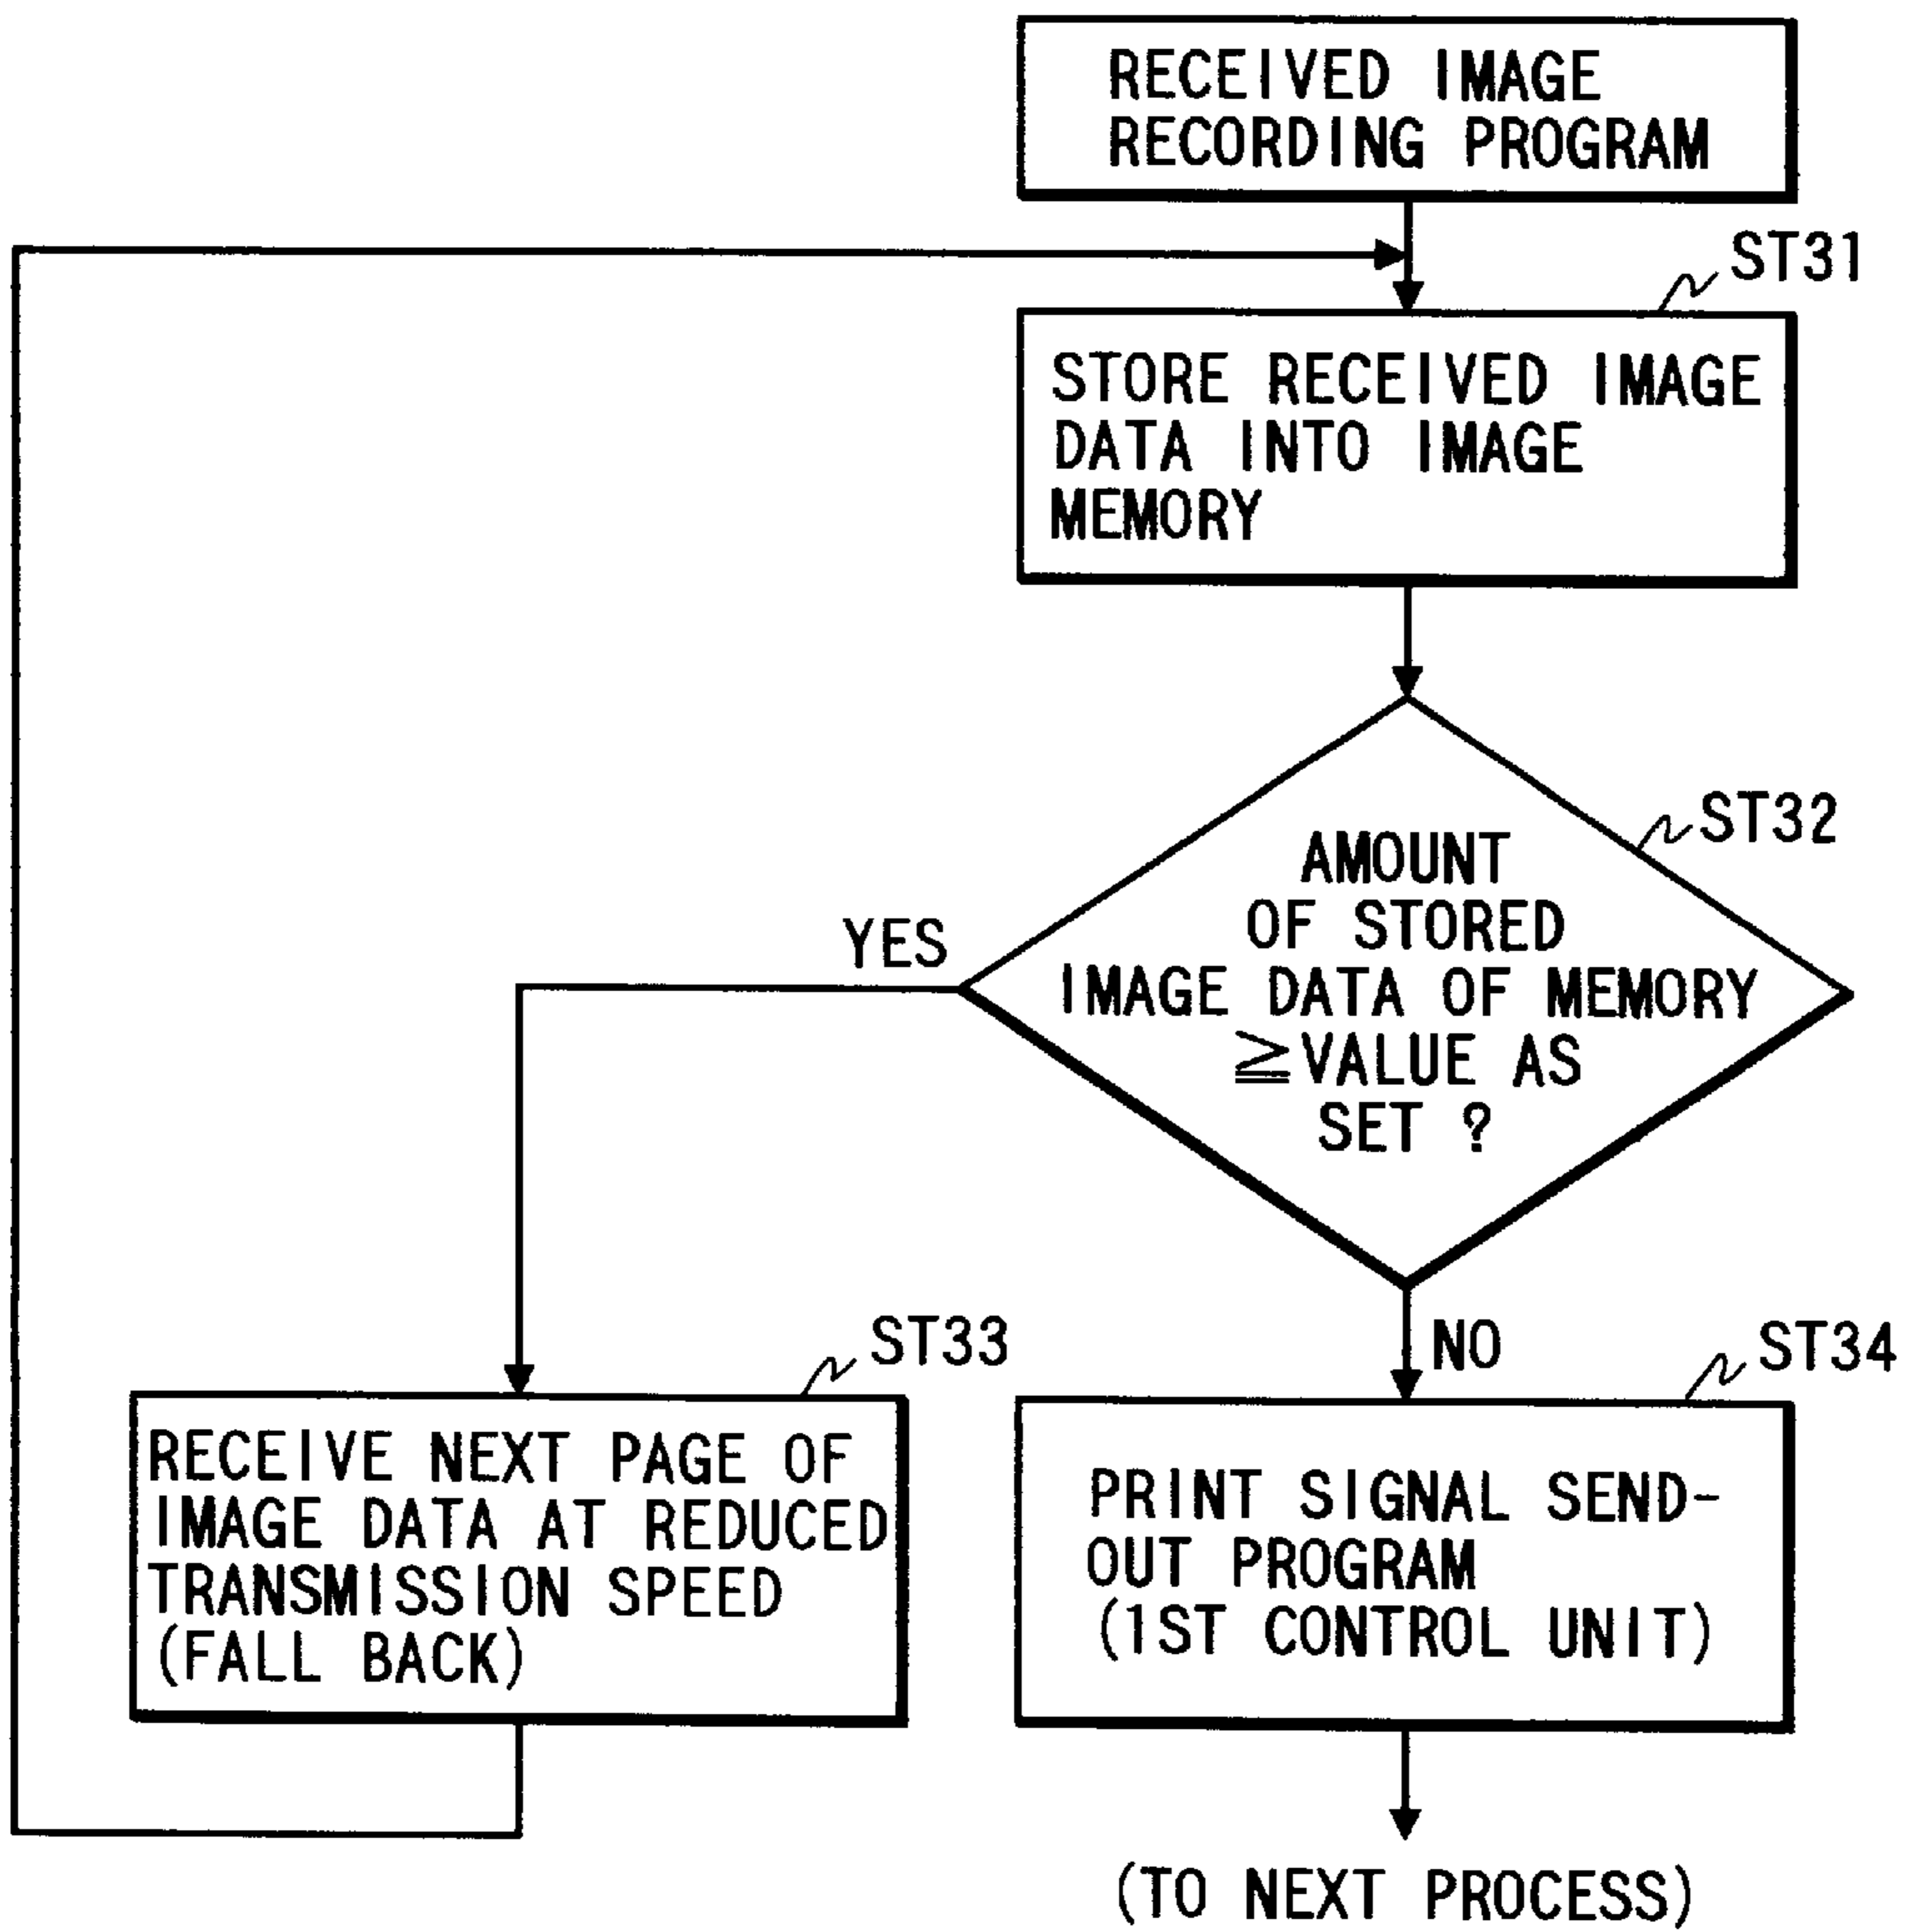 RECEIVED IMAGE
RECORDING PROGRAM
ST31
STORE RECEIVED IMAGE
DATA INTO IMAGE
MEMORY
ST32
AMOUNT
OF STORED
IMAGE DATA OF MEMORY
≧VALUE AS
SET ?
YES
NO
ST33
RECEIVE NEXT PAGE OF
IMAGE DATA AT REDUCED
TRANSMISSION SPEED
(FALL BACK)
ST34
PRINT SIGNAL SEND-
OUT PROGRAM
(1ST CONTROL UNIT)
(TO NEXT PROCESS)